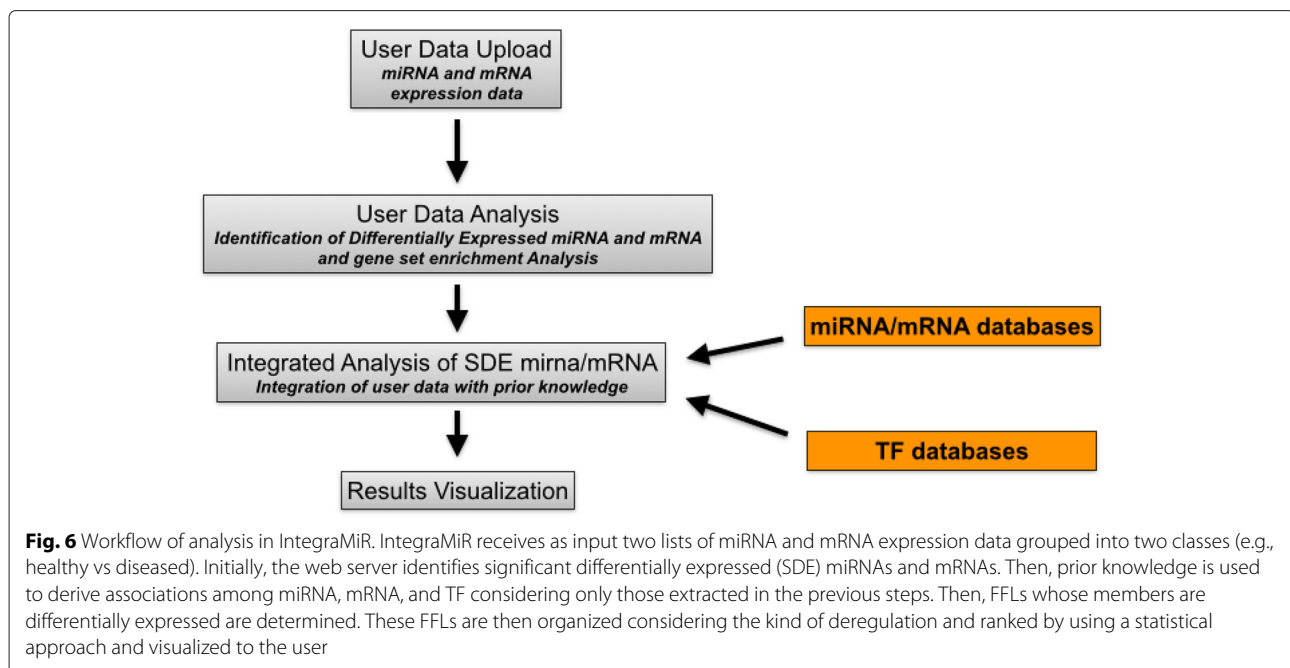 User Data Upload
miRNA and mRNA
expression data
User Data Analysis
Identification of Differentially Expressed miRNA and mRNA
and gene set enrichment Analysis
miRNA/mRNA databases
Integrated Analysis of SDE mirna/mRNA
Integration of user data with prior knowledge
TF databases
Results Visualization
Fig. 6 Workflow of analysis in IntegraMiR. IntegraMiR receives as input two lists of miRNA and mRNA expression data grouped into two classes (e.g.,
healthy vs diseased). Initially, the web server identifies significant differentially expressed (SDE) miRNAs and mRNAs. Then, prior knowledge is used
to derive associations among miRNA, mRNA, and TF considering only those extracted in the previous steps. Then, FFLs whose members are
differentially expressed are determined. These FFLs are then organized considering the kind of deregulation and ranked by using a statistical
approach and visualized to the user